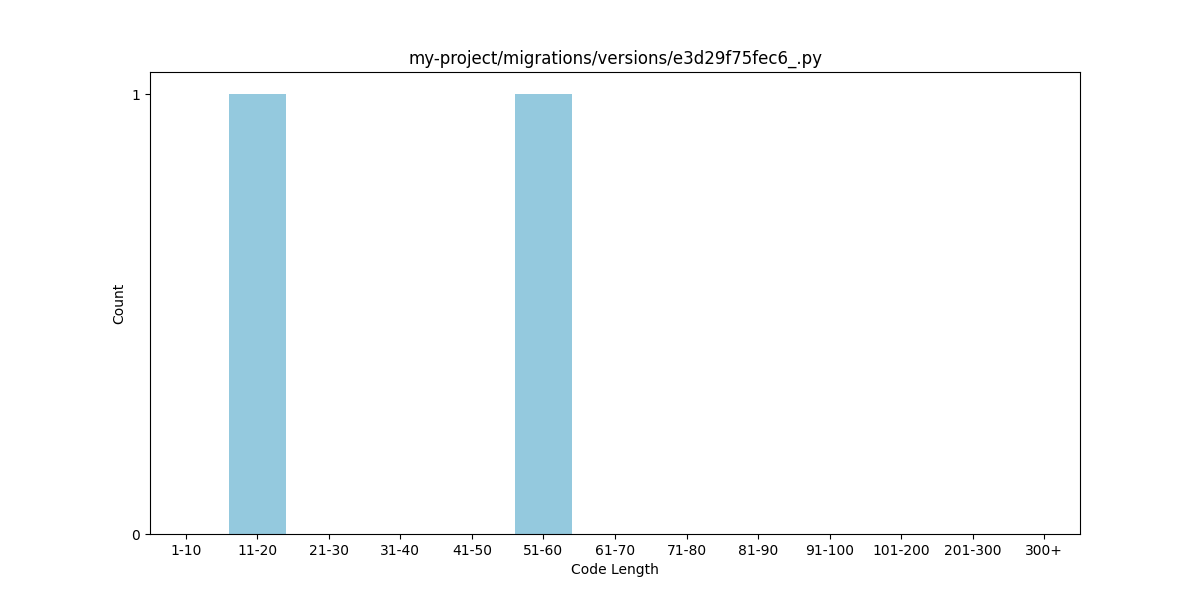 my-project/migrations/versions/e3d29f75fec6_.py
1
Count
0
1-10 11-20 21-30 31-40 41-50 51-60 61-70 71-80 81-90 91-100 101-200 201-300 300+
Code Length